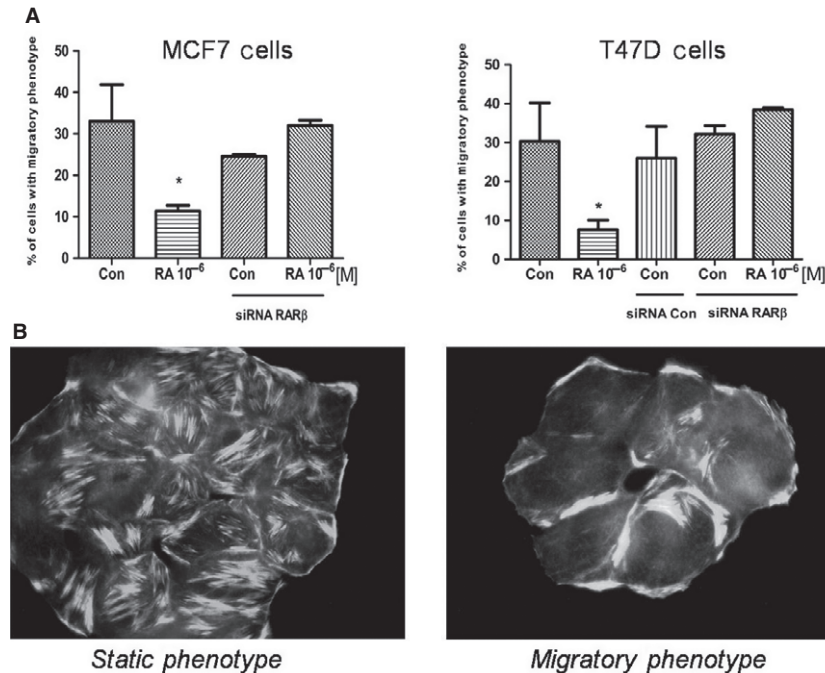 A
MCF7 cells
% of cells with migratory phenotype
50
40
30
20
10
0
*
Con RA 10⁻⁶ Con RA 10⁻⁶ [M]
siRNA RARβ
T47D cells
% of cells with migratory phenotype
50
40
30
20
10
0
*
Con RA 10⁻⁶ Con Con RA 10⁻⁶ [M]
siRNA Con siRNA RARβ
B
Static phenotype
Migratory phenotype